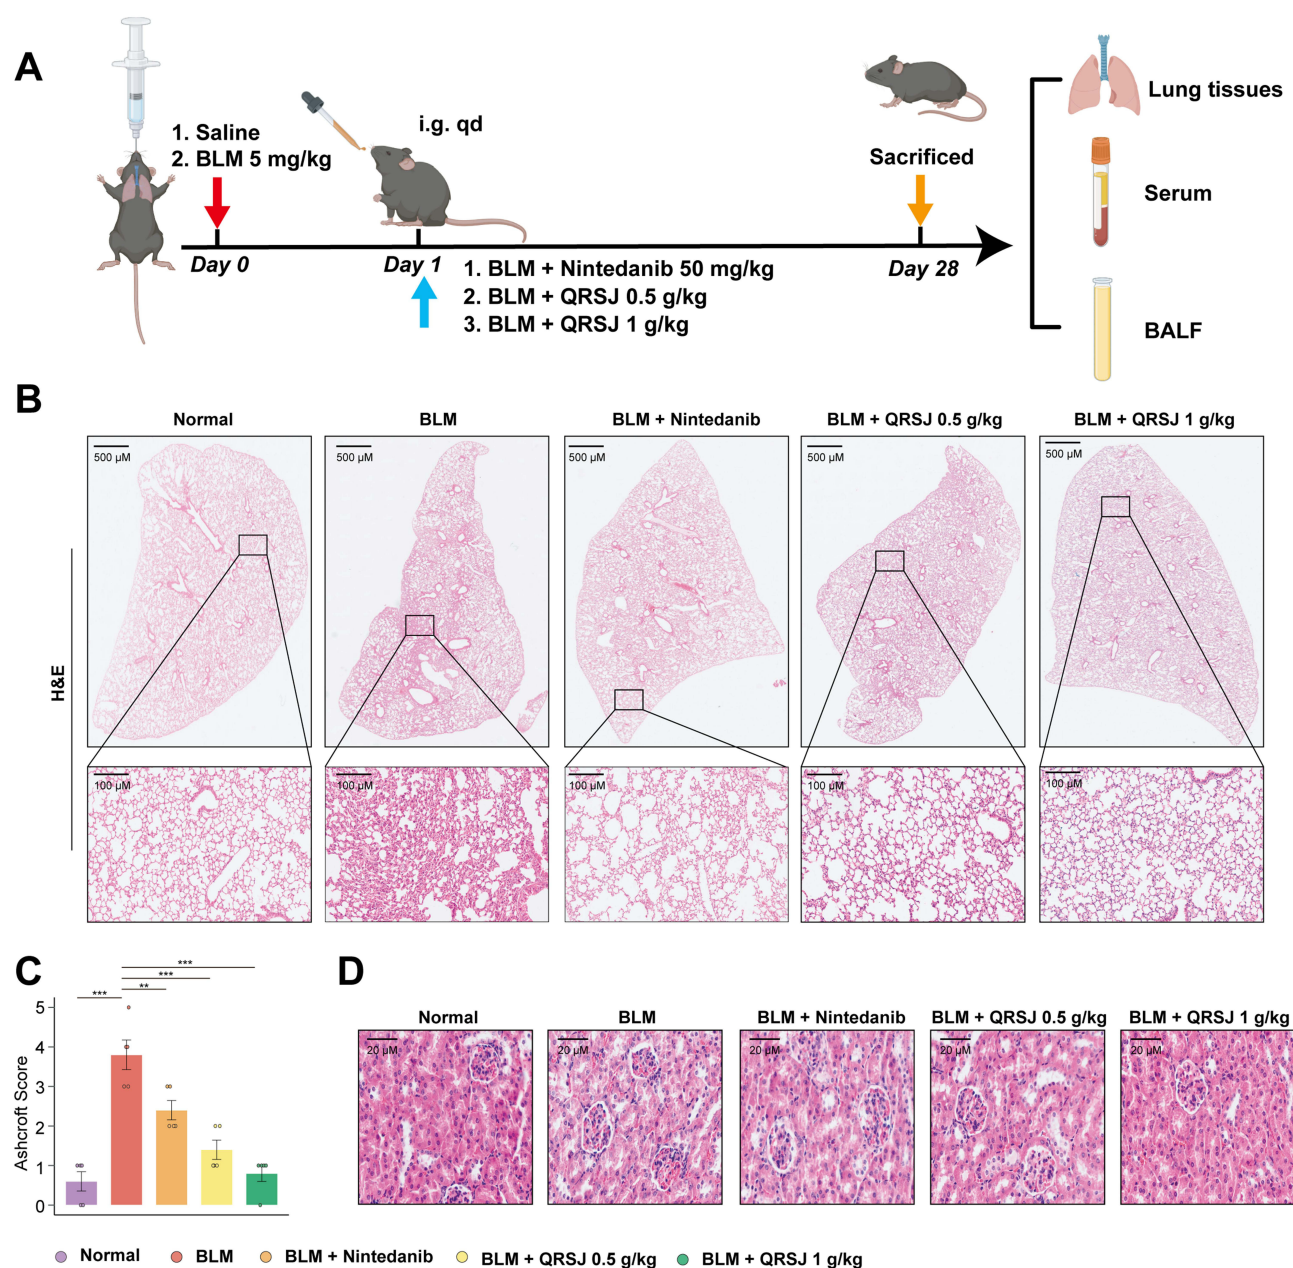 A
1. Saline
2. BLM 5 mg/kg
i.g. qd
Sacrificed
Lung tissues
Serum
BALF
Day 0
Day 1
Day 28
1. BLM + Nintedanib 50 mg/kg
2. BLM + QRSJ 0.5 g/kg
3. BLM + QRSJ 1 g/kg
B
Normal
BLM
BLM + Nintedanib
BLM + QRSJ 0.5 g/kg
BLM + QRSJ 1 g/kg
500 μM
500 μM
500 μM
500 μM
500 μM
H&E
100 μM
100 μM
100 μM
100 μM
100 μM
C
***
***
**
***
Ashcroft Score
5
4
3
2
1
0
D
Normal
BLM
BLM + Nintedanib
BLM + QRSJ 0.5 g/kg
BLM + QRSJ 1 g/kg
20 μM
20 μM
20 μM
20 μM
20 μM
Normal
BLM
BLM + Nintedanib
BLM + QRSJ 0.5 g/kg
BLM + QRSJ 1 g/kg